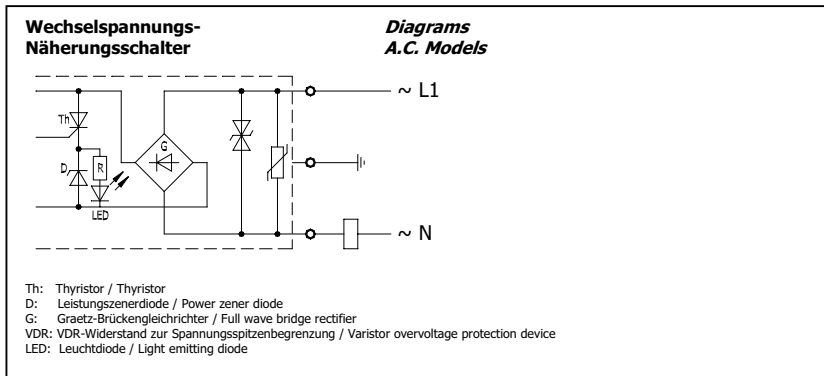 Wechselspannungs-
Näherungsschalter
Diagrams
A.C. Models
~ L1
Th
G
D
R
LED
~ N
Th: Thyristor / Thyristor
D: Leistungszenerdiode / Power zener diode
G: Graetz-Brückengleichrichter / Full wave bridge rectifier
VDR: VDR-Widerstand zur Spannungsspitzenbegrenzung / Varistor overvoltage protection device
LED: Leuchtdiode / Light emitting diode